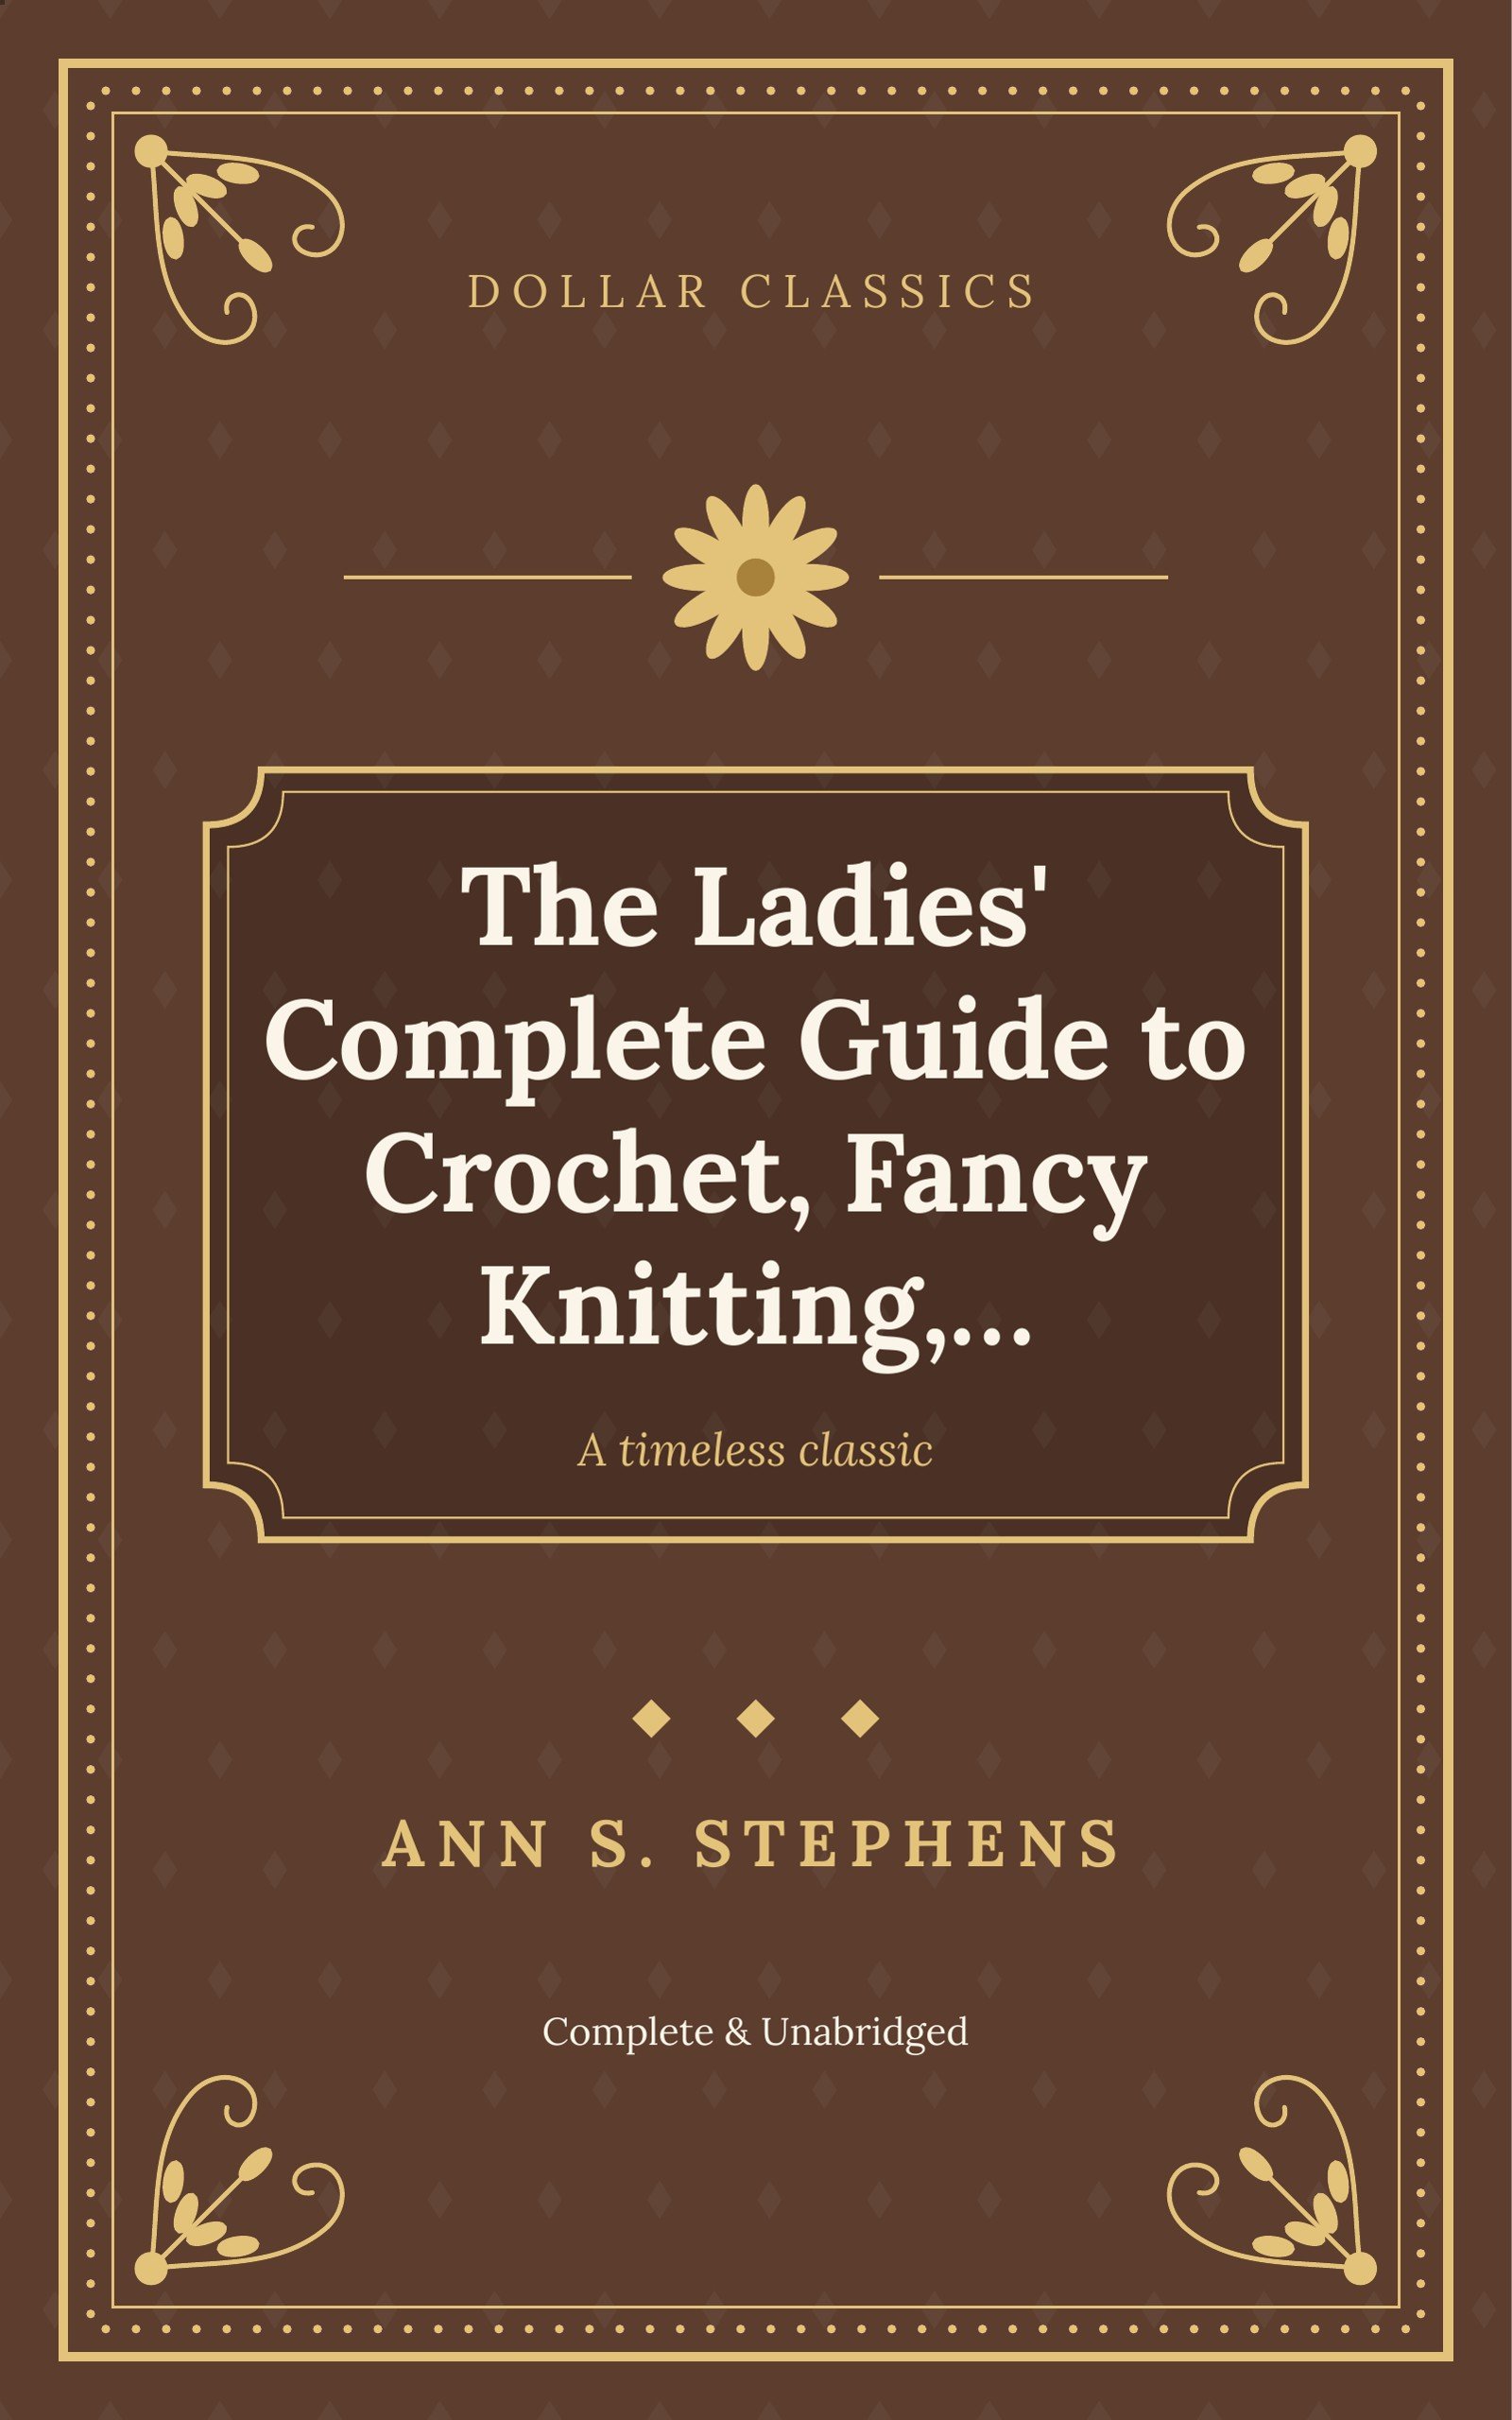 DOLLAR CLASSICS
The Ladies'
Complete Guide to
Crochet, Fancy
Knitting,...
A timeless classic
ANN S. STEPHENS
Complete & Unabridged